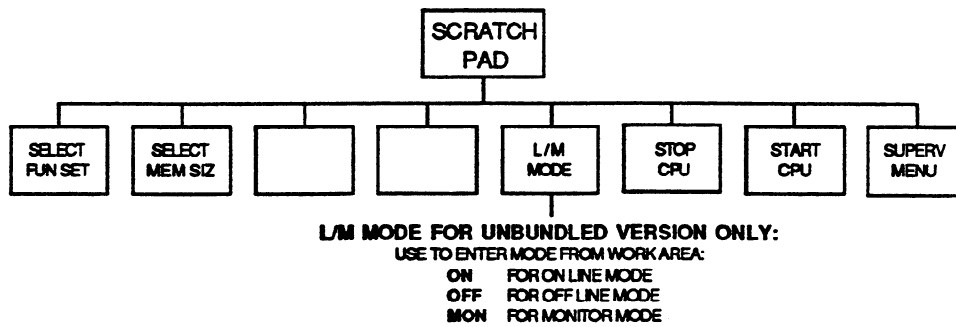 SCRATCH
PAD
SELECT
FUN SET
SELECT
MEM SIZ
L/M
MODE
STOP
CPU
START
CPU
SUPERV
MENU
L/M MODE FOR UNBUNDLED VERSION ONLY:
USE TO ENTER MODE FROM WORK AREA:
ON FOR ON LINE MODE
OFF FOR OFF LINE MODE
MON FOR MONITOR MODE